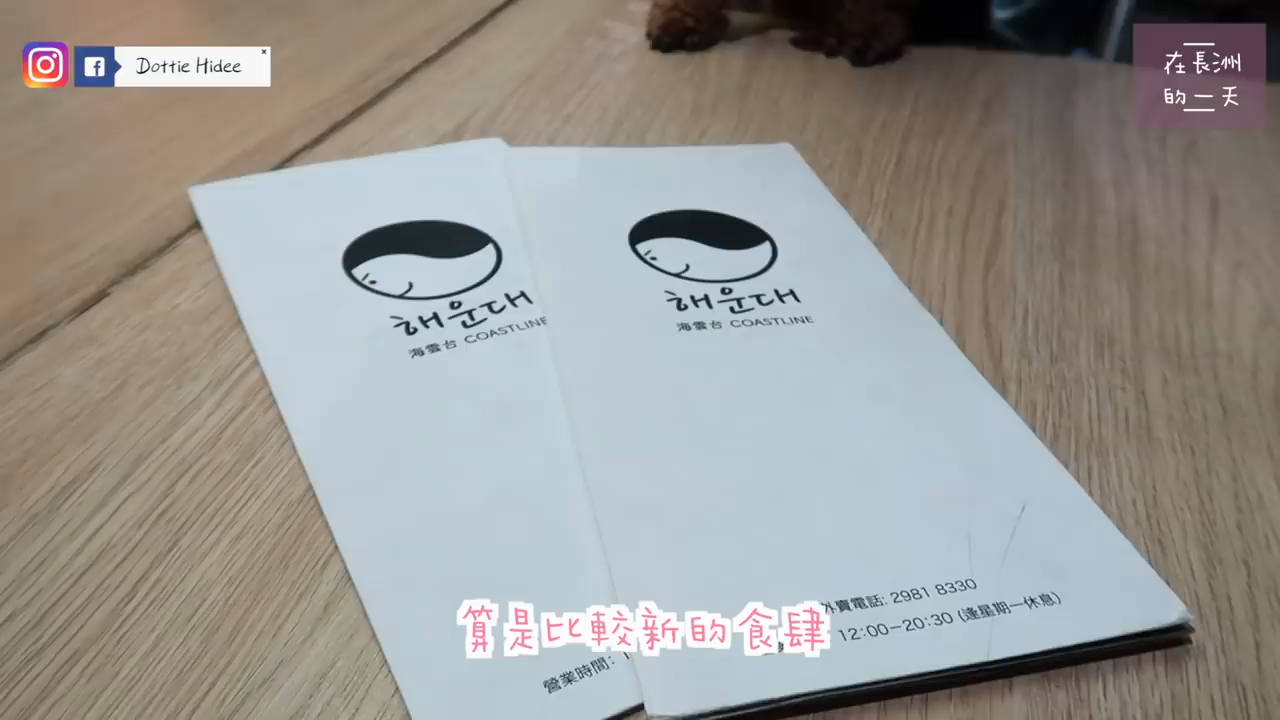 Dottie Hidee
在長洲
的一天
해운대
海雲台 COASTLINE
해운대
海雲台 COASTLINE
外賣電話: 2981 8330
12:00-20:30 (逢星期一休息)
營業時間:
算是比較新的食肆